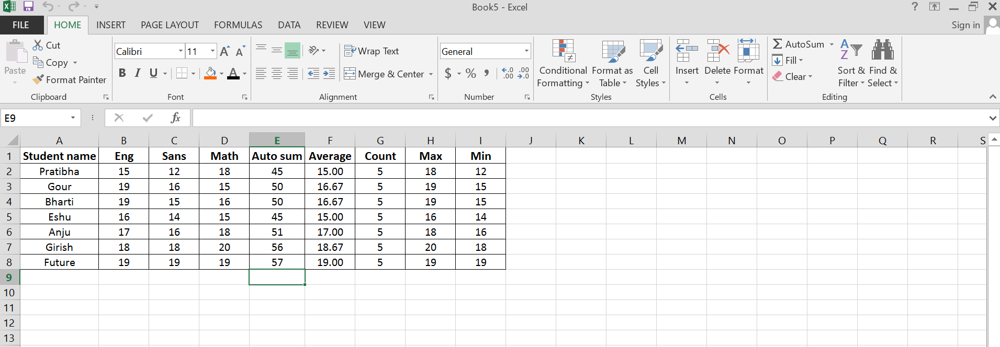 Book5 - Excel ?
FILE HOME INSERT PAGE LAYOUT FORMULAS DATA REVIEW VIEW Sign in
Cut
Copy
Format Painter
Paste
Clipboard
Calibri 11 A A
B I U A
Font
Wrap Text
Merge & Center
Alignment
General
$ % , .0 .00 .00 .0
Number
Conditional Formatting
Format as Table
Cell Styles
Styles
Insert Delete Format
Cells
Σ AutoSum
Fill
Clear
A Z
Sort & Filter
Find & Select
Editing
E9 fx
A B C D E F G H I J K L M N O P Q R S
1 Student name Eng Sans Math Auto sum Average Count Max Min
2 Pratibha 15 12 18 45 15.00 5 18 12
3 Gour 19 16 15 50 16.67 5 19 15
4 Bharti 19 15 16 50 16.67 5 19 15
5 Eshu 16 14 15 45 15.00 5 16 14
6 Anju 17 16 18 51 17.00 5 18 16
7 Girish 18 18 20 56 18.67 5 20 18
8 Future 19 19 19 57 19.00 5 19 19
9
10
11
12
13